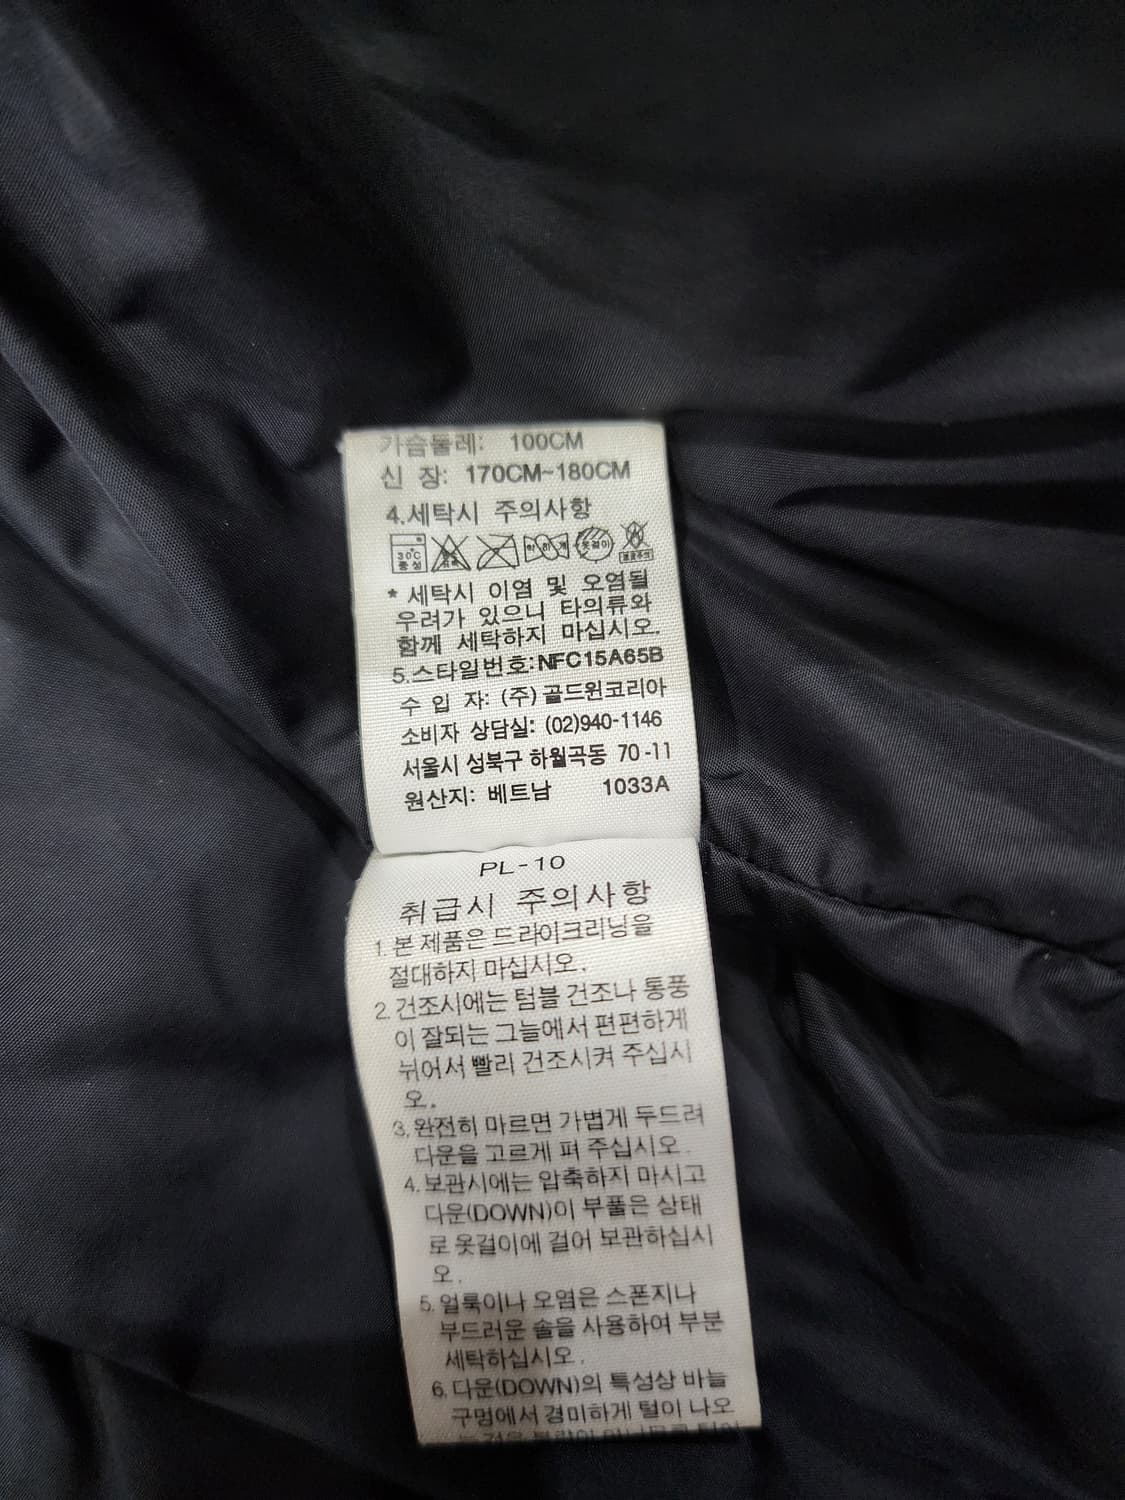 가슴둘레: 100CM
신 장: 170CM~180CM
4.세탁시 주의사항
30℃
중성
옷걸이
* 세탁시 이염 및 오염될
우려가 있으니 타의류와
함께 세탁하지 마십시오.
5.스타일번호:NFC15A65B
수 입 자: (주)골드윈코리아
소비자 상담실: (02)940-1146
서울시 성북구 하월곡동 70-11
원산지: 베트남 1033A
PL-10
취급시 주의사항
1. 본 제품은 드라이크리닝을
절대하지 마십시오.
2. 건조시에는 텀블 건조나 통풍
이 잘되는 그늘에서 편편하게
뉘어서 빨리 건조시켜 주십시
오.
3. 완전히 마르면 가볍게 두드려
다운을 고르게 펴 주십시오.
4. 보관시에는 압축하지 마시고
다운(DOWN)이 부풀은 상태
로 옷걸이에 걸어 보관하십시
오.
5. 얼룩이나 오염은 스폰지나
부드러운 솔을 사용하여 부분
세탁하십시오.
6. 다운(DOWN)의 특성상 바늘
구멍에서 경미하게 털이 나오